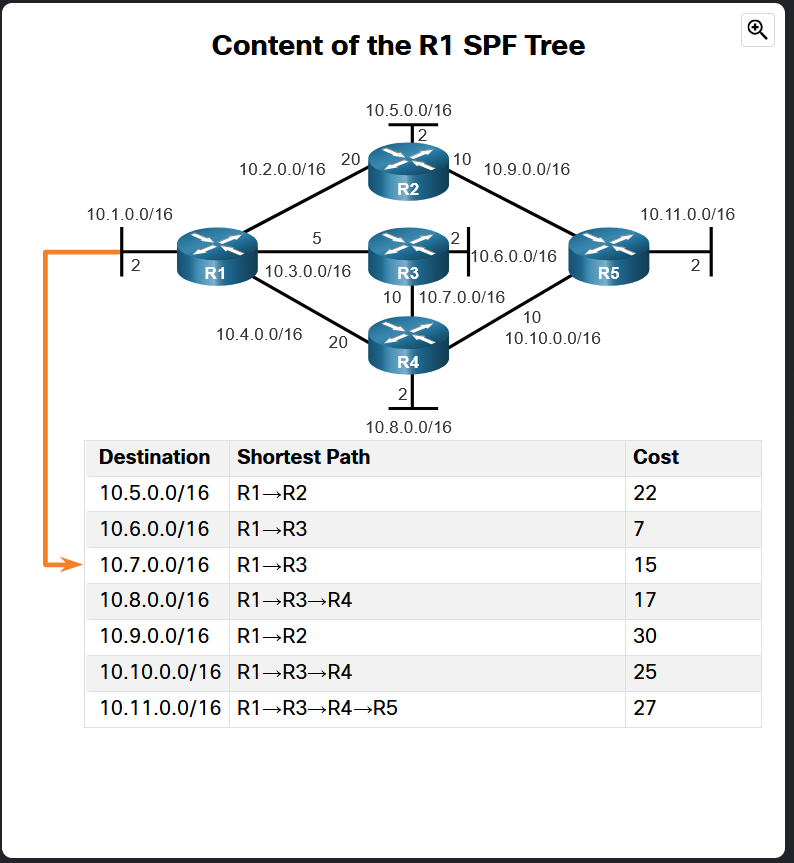 Content of the R1 SPF Tree
10.5.0.0/16
2
10.2.0.0/16 20 10 10.9.0.0/16
R2
10.1.0.0/16 10.11.0.0/16
5 2
2 R1 10.3.0.0/16 R3 10.6.0.0/16 R5 2
10 10.7.0.0/16
10
10.4.0.0/16 20 10.10.0.0/16
R4
2
10.8.0.0/16
Destination Shortest Path Cost
10.5.0.0/16 R1→R2 22
10.6.0.0/16 R1→R3 7
10.7.0.0/16 R1→R3 15
10.8.0.0/16 R1→R3→R4 17
10.9.0.0/16 R1→R2 30
10.10.0.0/16 R1→R3→R4 25
10.11.0.0/16 R1→R3→R4→R5 27